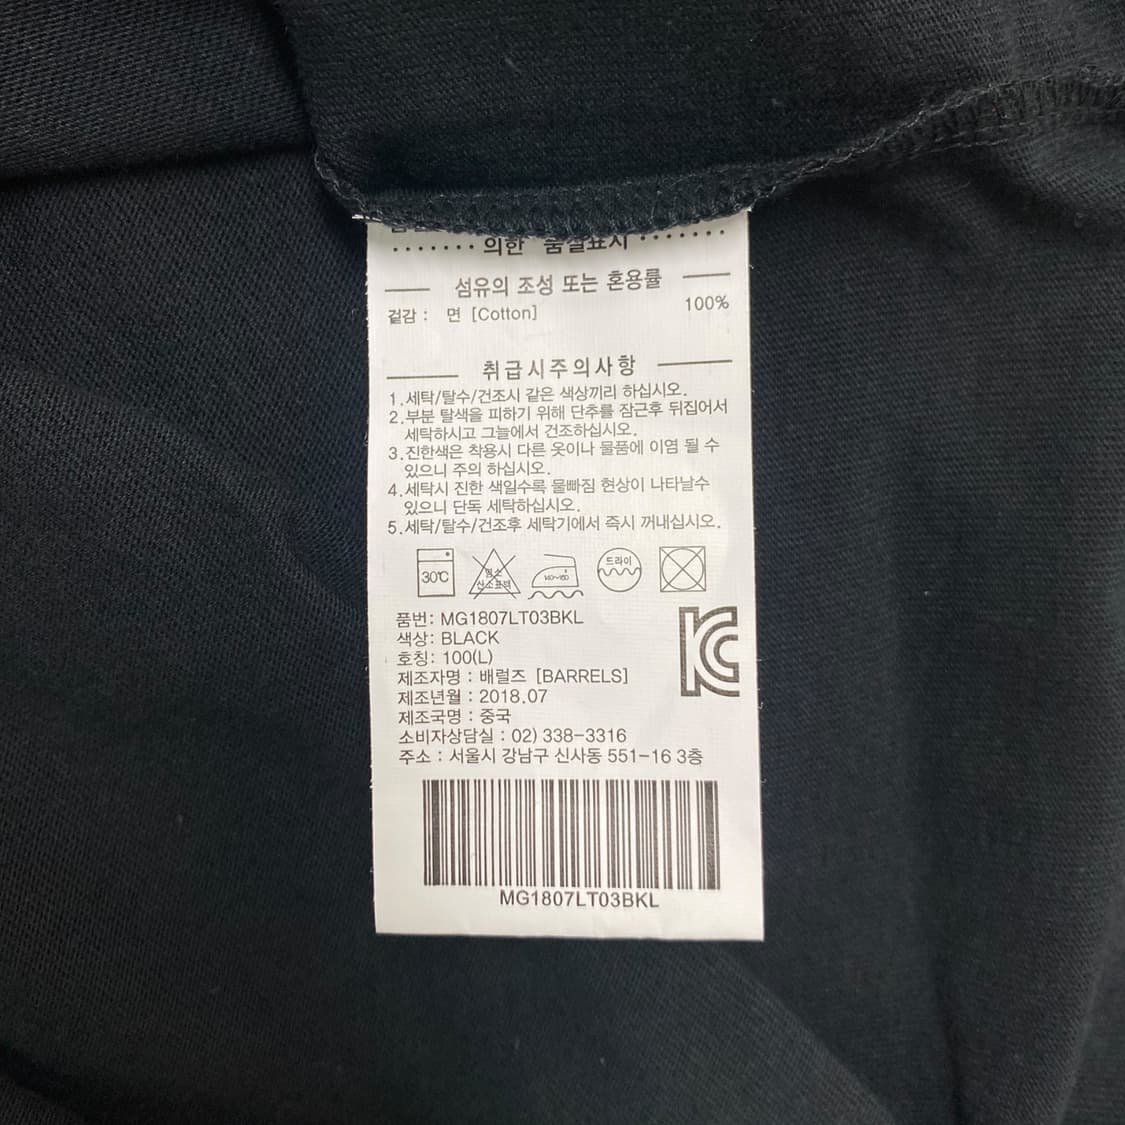 의한 품질표시
섬유의 조성 또는 혼용률
겉감 : 면 [Cotton] 100%
취급시주의사항
1.세탁/탈수/건조시 같은 색상끼리 하십시오.
2.부분 탈색을 피하기 위해 단추를 잠근후 뒤집어서
세탁하시고 그늘에서 건조하십시오.
3.진한색은 착용시 다른 옷이나 물품에 이염 될 수
있으니 주의 하십시오.
4.세탁시 진한 색일수록 물빠짐 현상이 나타날수
있으니 단독 세탁하십시오.
5.세탁/탈수/건조후 세탁기에서 즉시 꺼내십시오.
30℃ 염소 산소표백 140~160 드라이
품번: MG1807LT03BKL
색상: BLACK
호칭: 100(L)
제조자명 : 배럴즈 [BARRELS]
제조년월 : 2018.07
제조국명 : 중국
소비자상담실 : 02) 338-3316
주소 : 서울시 강남구 신사동 551-16 3층
MG1807LT03BKL